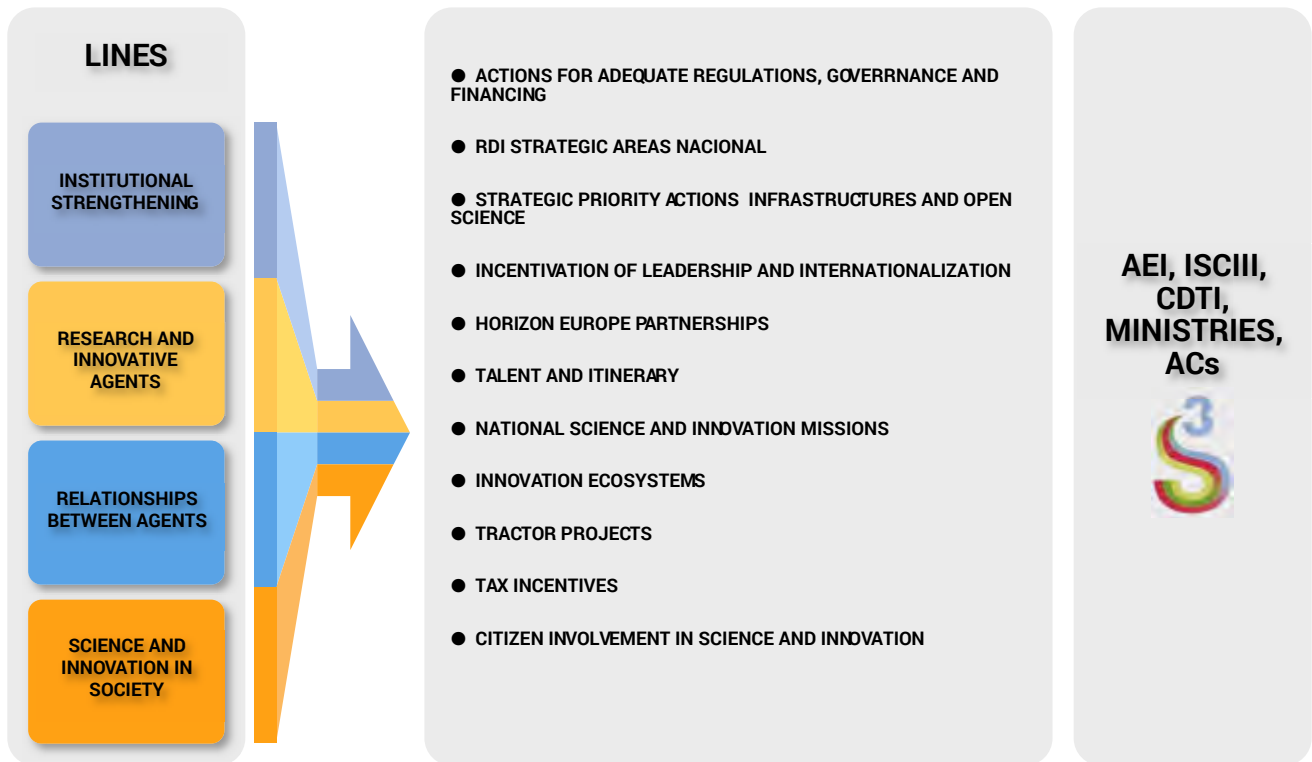 LINES
INSTITUTIONAL
STRENGTHENING
RESEARCH AND
INNOVATIVE
AGENTS
RELATIONSHIPS
BETWEEN AGENTS
SCIENCE AND
INNOVATION IN
SOCIETY
● ACTIONS FOR ADEQUATE REGULATIONS, GOVERRNANCE AND
FINANCING
● RDI STRATEGIC AREAS NACIONAL
● STRATEGIC PRIORITY ACTIONS INFRASTRUCTURES AND OPEN
SCIENCE
● INCENTIVATION OF LEADERSHIP AND INTERNATIONALIZATION
● HORIZON EUROPE PARTNERSHIPS
● TALENT AND ITINERARY
● NATIONAL SCIENCE AND INNOVATION MISSIONS
● INNOVATION ECOSYSTEMS
● TRACTOR PROJECTS
● TAX INCENTIVES
● CITIZEN INVOLVEMENT IN SCIENCE AND INNOVATION
AEI, ISCIII,
CDTI,
MINISTRIES,
ACs
S3